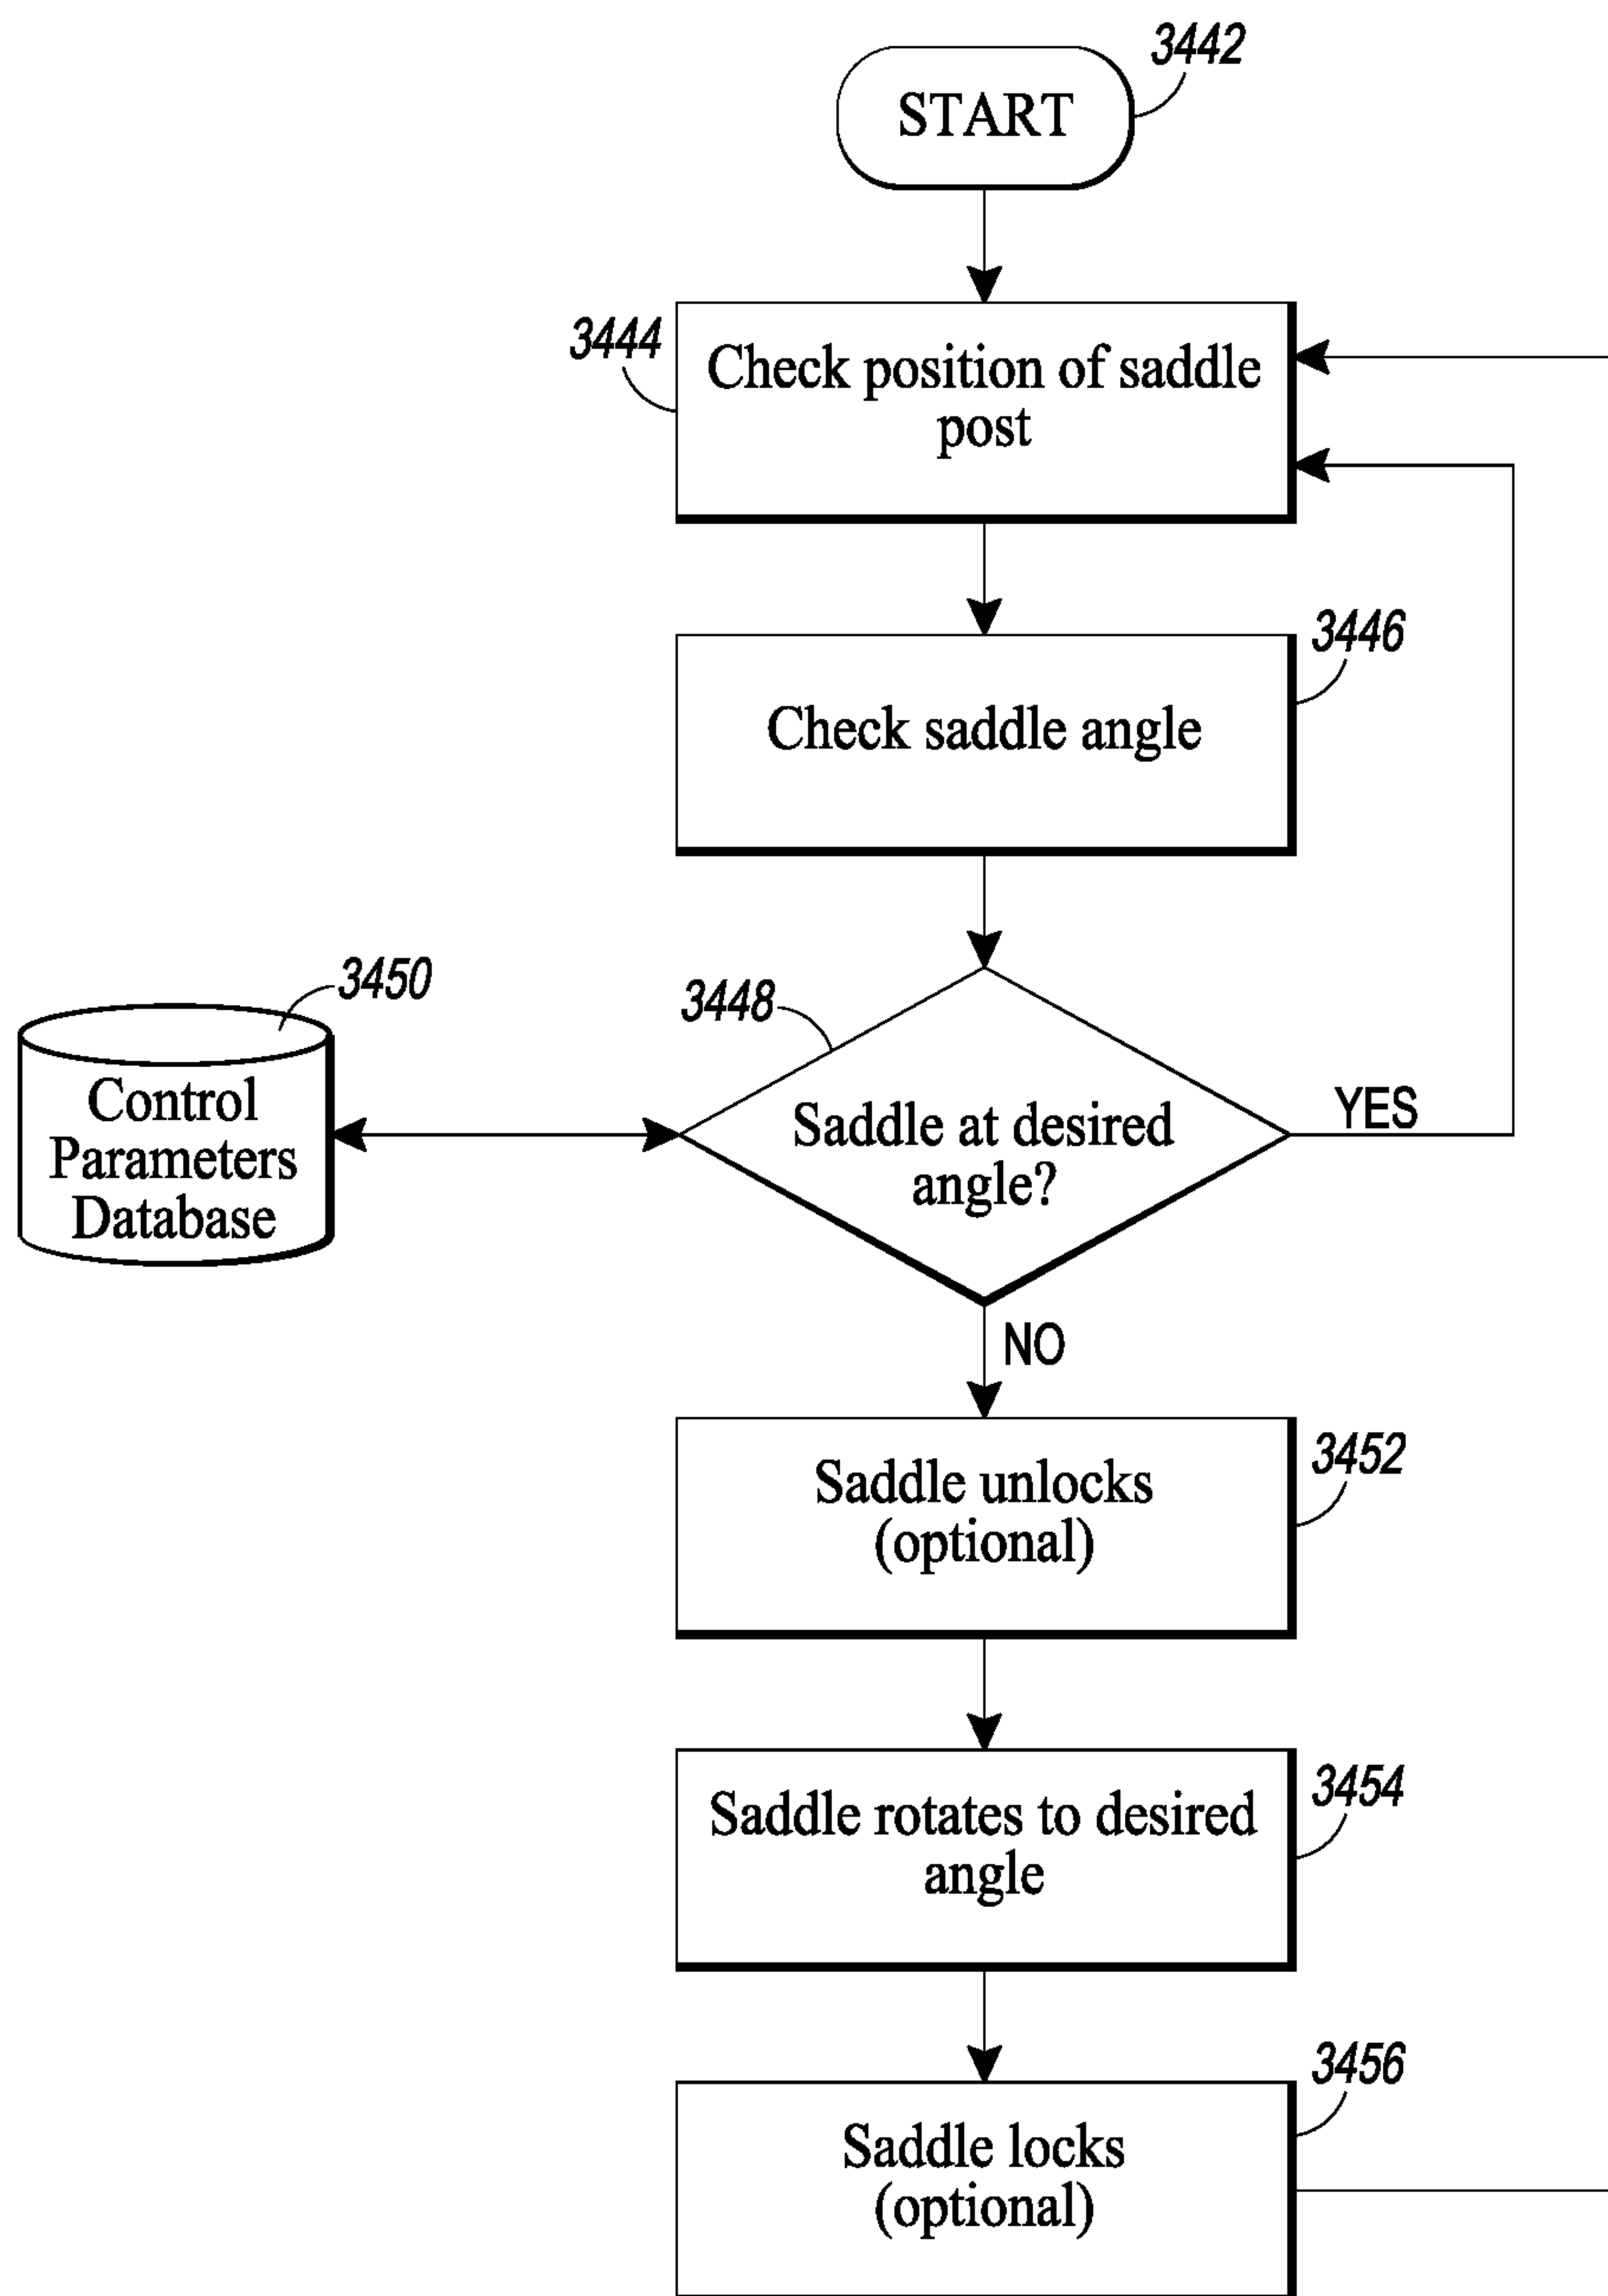 3442
START
3444
Check position of saddle
post
3446
Check saddle angle
3450
Control
Parameters
Database
3448
Saddle at desired
angle?
YES
NO
3452
Saddle unlocks
(optional)
3454
Saddle rotates to desired
angle
3456
Saddle locks
(optional)